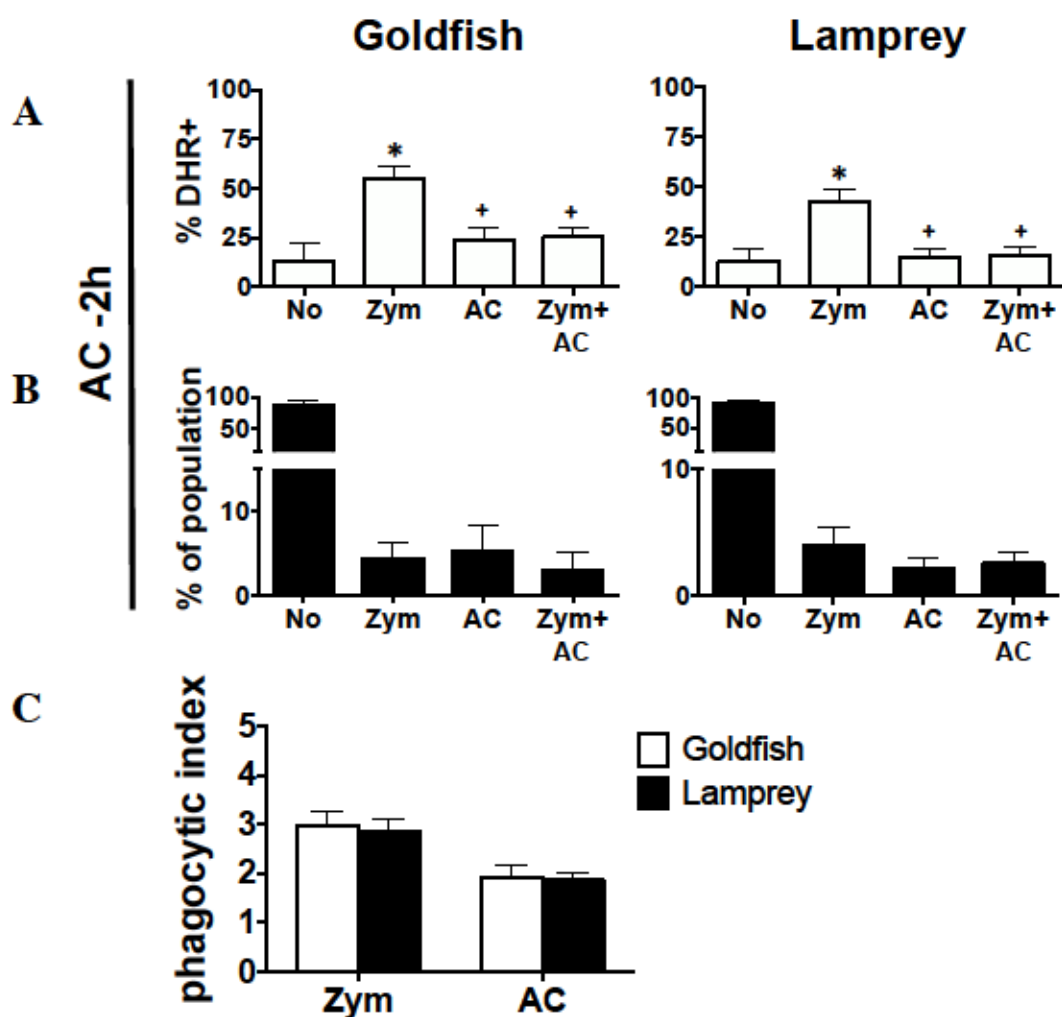 Goldfish Lamprey
A
AC -2h
% DHR+
100
75
50
25
0
*
+
+
No Zym AC Zym+
AC
100
75
50
25
0
*
+
+
No Zym AC Zym+
AC
B
% of population
100
50
10
0
No Zym AC Zym+
AC
100
50
10
0
No Zym AC Zym+
AC
C
phagocytic index
5
4
3
2
1
0
Zym AC
Goldfish
Lamprey